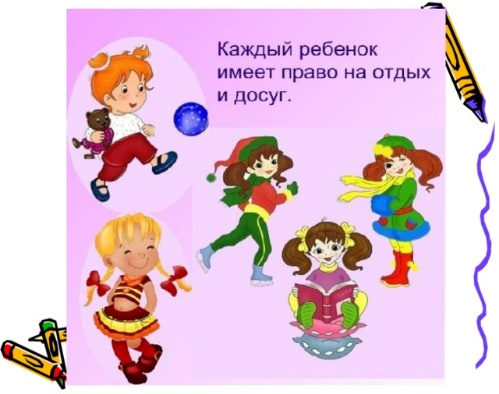 Каждый ребенок
имеет право на отдых
и досуг.